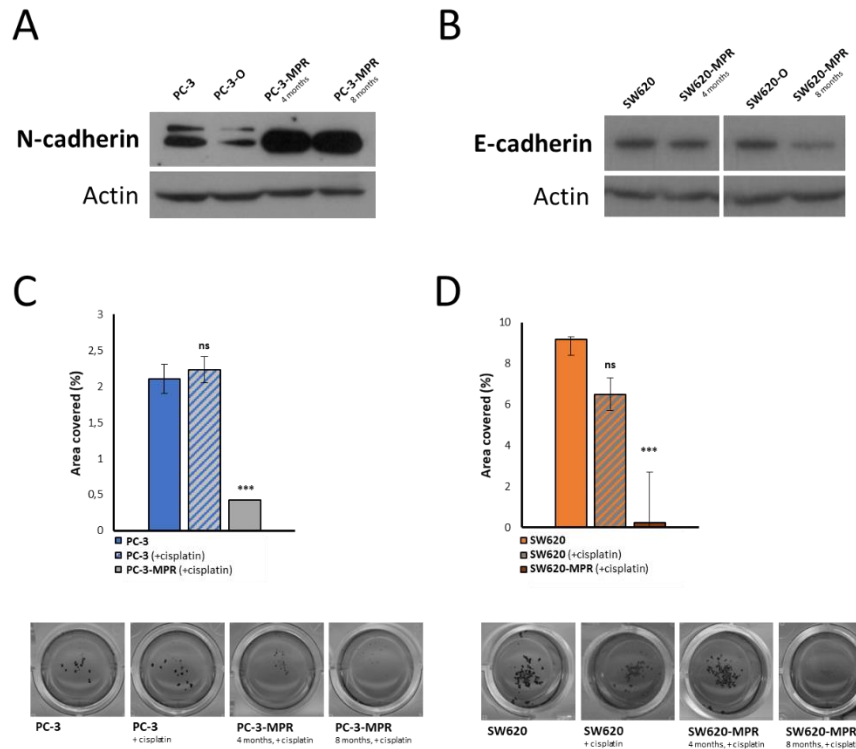 A
PC-3 PC-3-O PC-3-MPR PC-3-MPR
4 months 8 months
N-cadherin
Actin
B
SW620 SW620-MPR SW620-O SW620-MPR
4 months 8 months
E-cadherin
Actin
C
Area covered (%)
3
2,5
2
1,5
1
0,5
0
ns
***
PC-3
PC-3 (+cisplatin)
PC-3-MPR (+cisplatin)
PC-3 PC-3 PC-3-MPR PC-3-MPR
+ cisplatin 4 months, + cisplatin 8 months, + cisplatin
D
Area covered (%)
10
8
6
4
2
0
ns
***
SW620
SW620 (+cisplatin)
SW620-MPR (+cisplatin)
SW620 SW620 SW620-MPR SW620-MPR
+ cisplatin 4 months, + cisplatin 8 months, + cisplatin